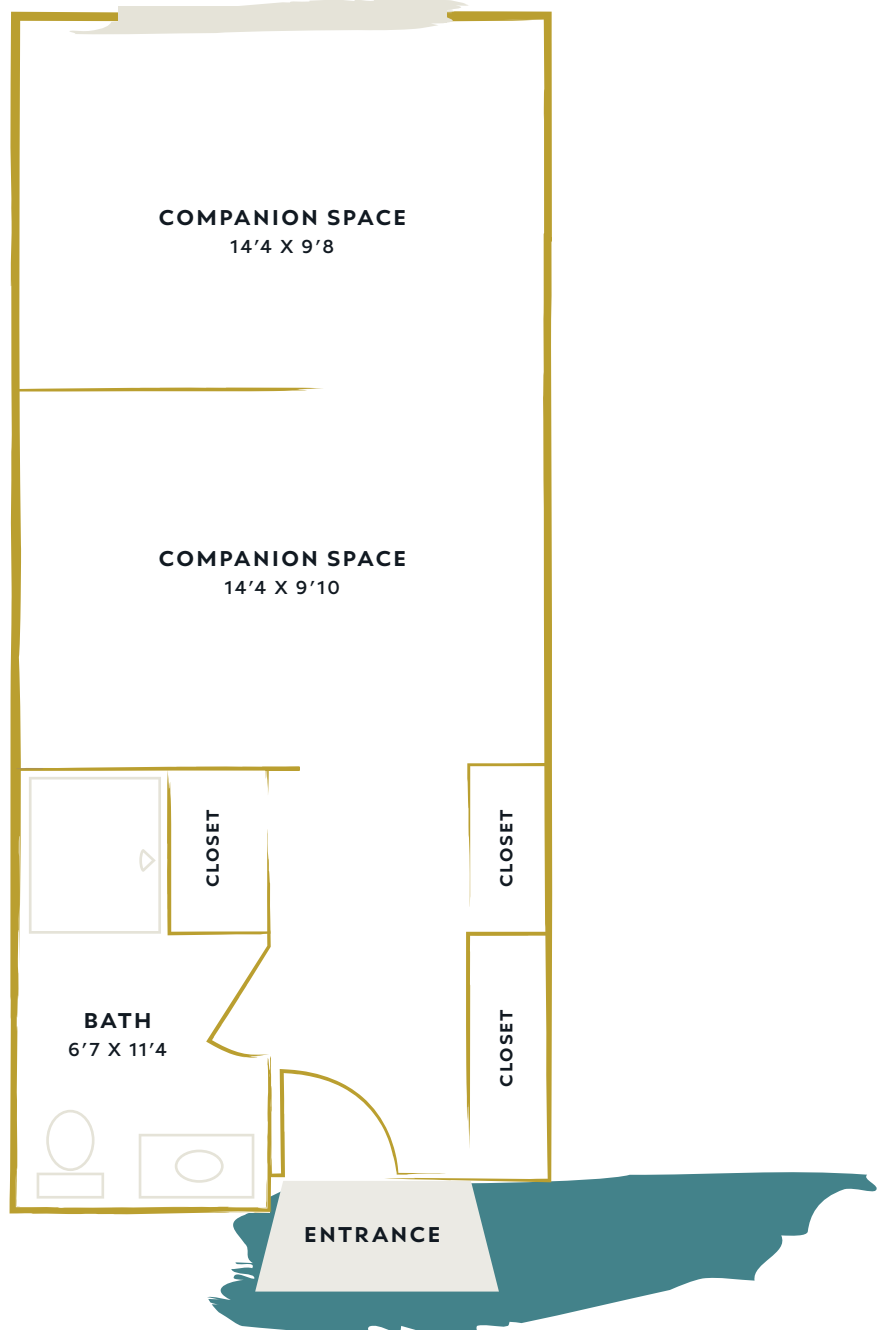 COMPANION SPACE
14’4 X 9’8
COMPANION SPACE
14’4 X 9’10
CLOSET
CLOSET
BATH
6’7 X 11’4
CLOSET
ENTRANCE